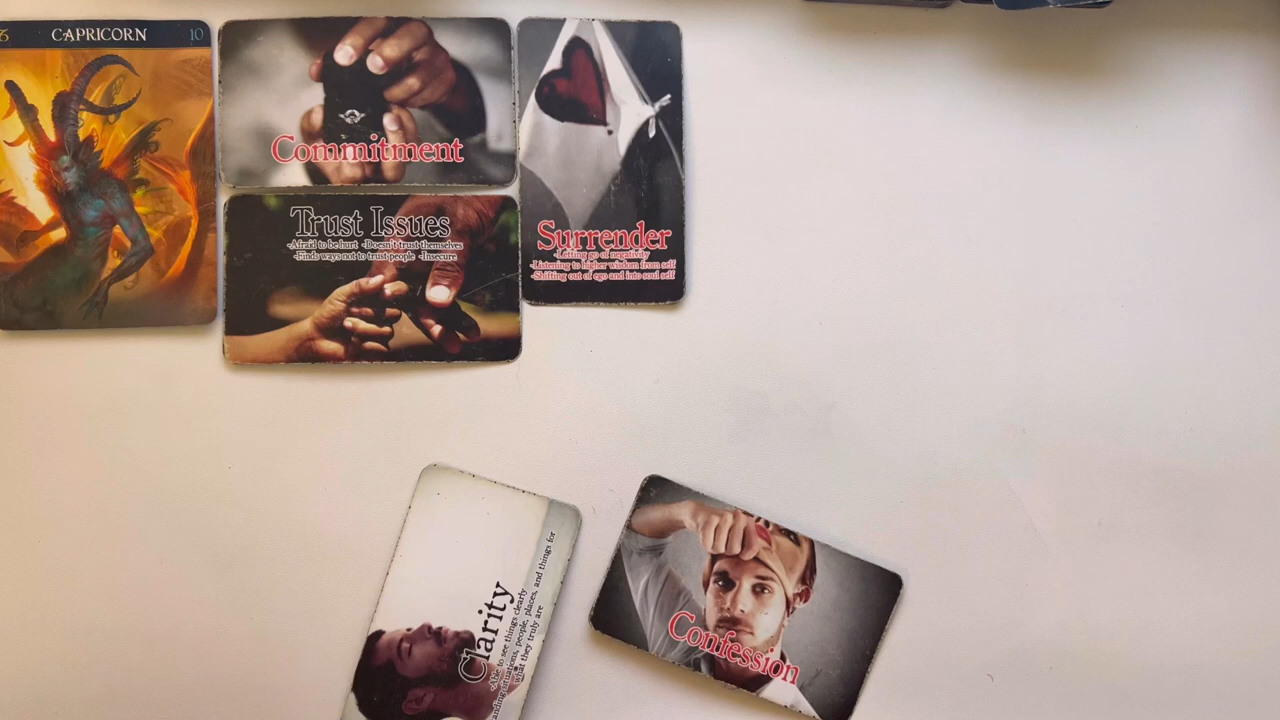 CAPRICORN 10
Commitment
Trust Issues
-Afraid to be hurt -Doesn't trust themselves
-Finds ways not to trust people -Insecure
Surrender
-Letting go of negativity
-Listening to higher wisdom from self
-Shifting out of ego and into soul self
Clarity
-Able to see things clearly
situations, people, places, and things for
what they truly are
Confession